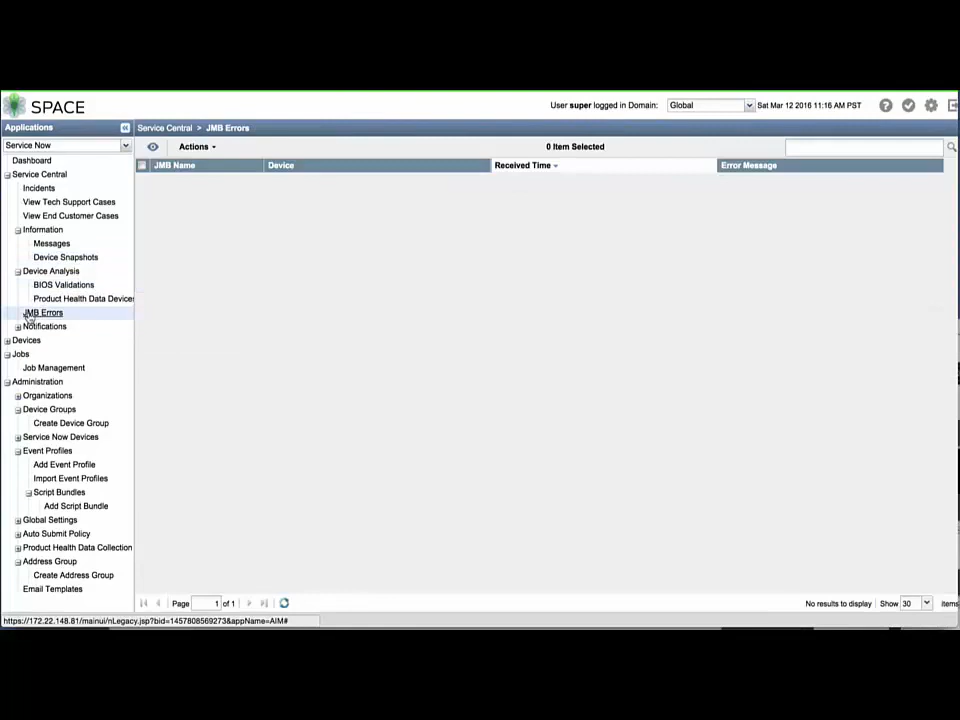 SPACE
User super logged in Domain: Global Sat Mar 12 2016 11:16 AM PST
Applications
Service Central > JMB Errors
Service Now
Actions
0 Item Selected
JMB Name Device Received Time Error Message
Dashboard
Service Central
Incidents
View Tech Support Cases
View End Customer Cases
Information
Messages
Device Snapshots
Device Analysis
BIOS Validations
Product Health Data Devices
JMB Errors
Notifications
Devices
Jobs
Job Management
Administration
Organizations
Device Groups
Create Device Group
Service Now Devices
Event Profiles
Add Event Profile
Import Event Profiles
Script Bundles
Add Script Bundle
Global Settings
Auto Submit Policy
Product Health Data Collection
Address Group
Create Address Group
Email Templates
Page 1 of 1
No results to display Show 30 items
https://172.22.148.81/mainui/nLegacy.jsp?bid=1457808569273&appName=AIM#